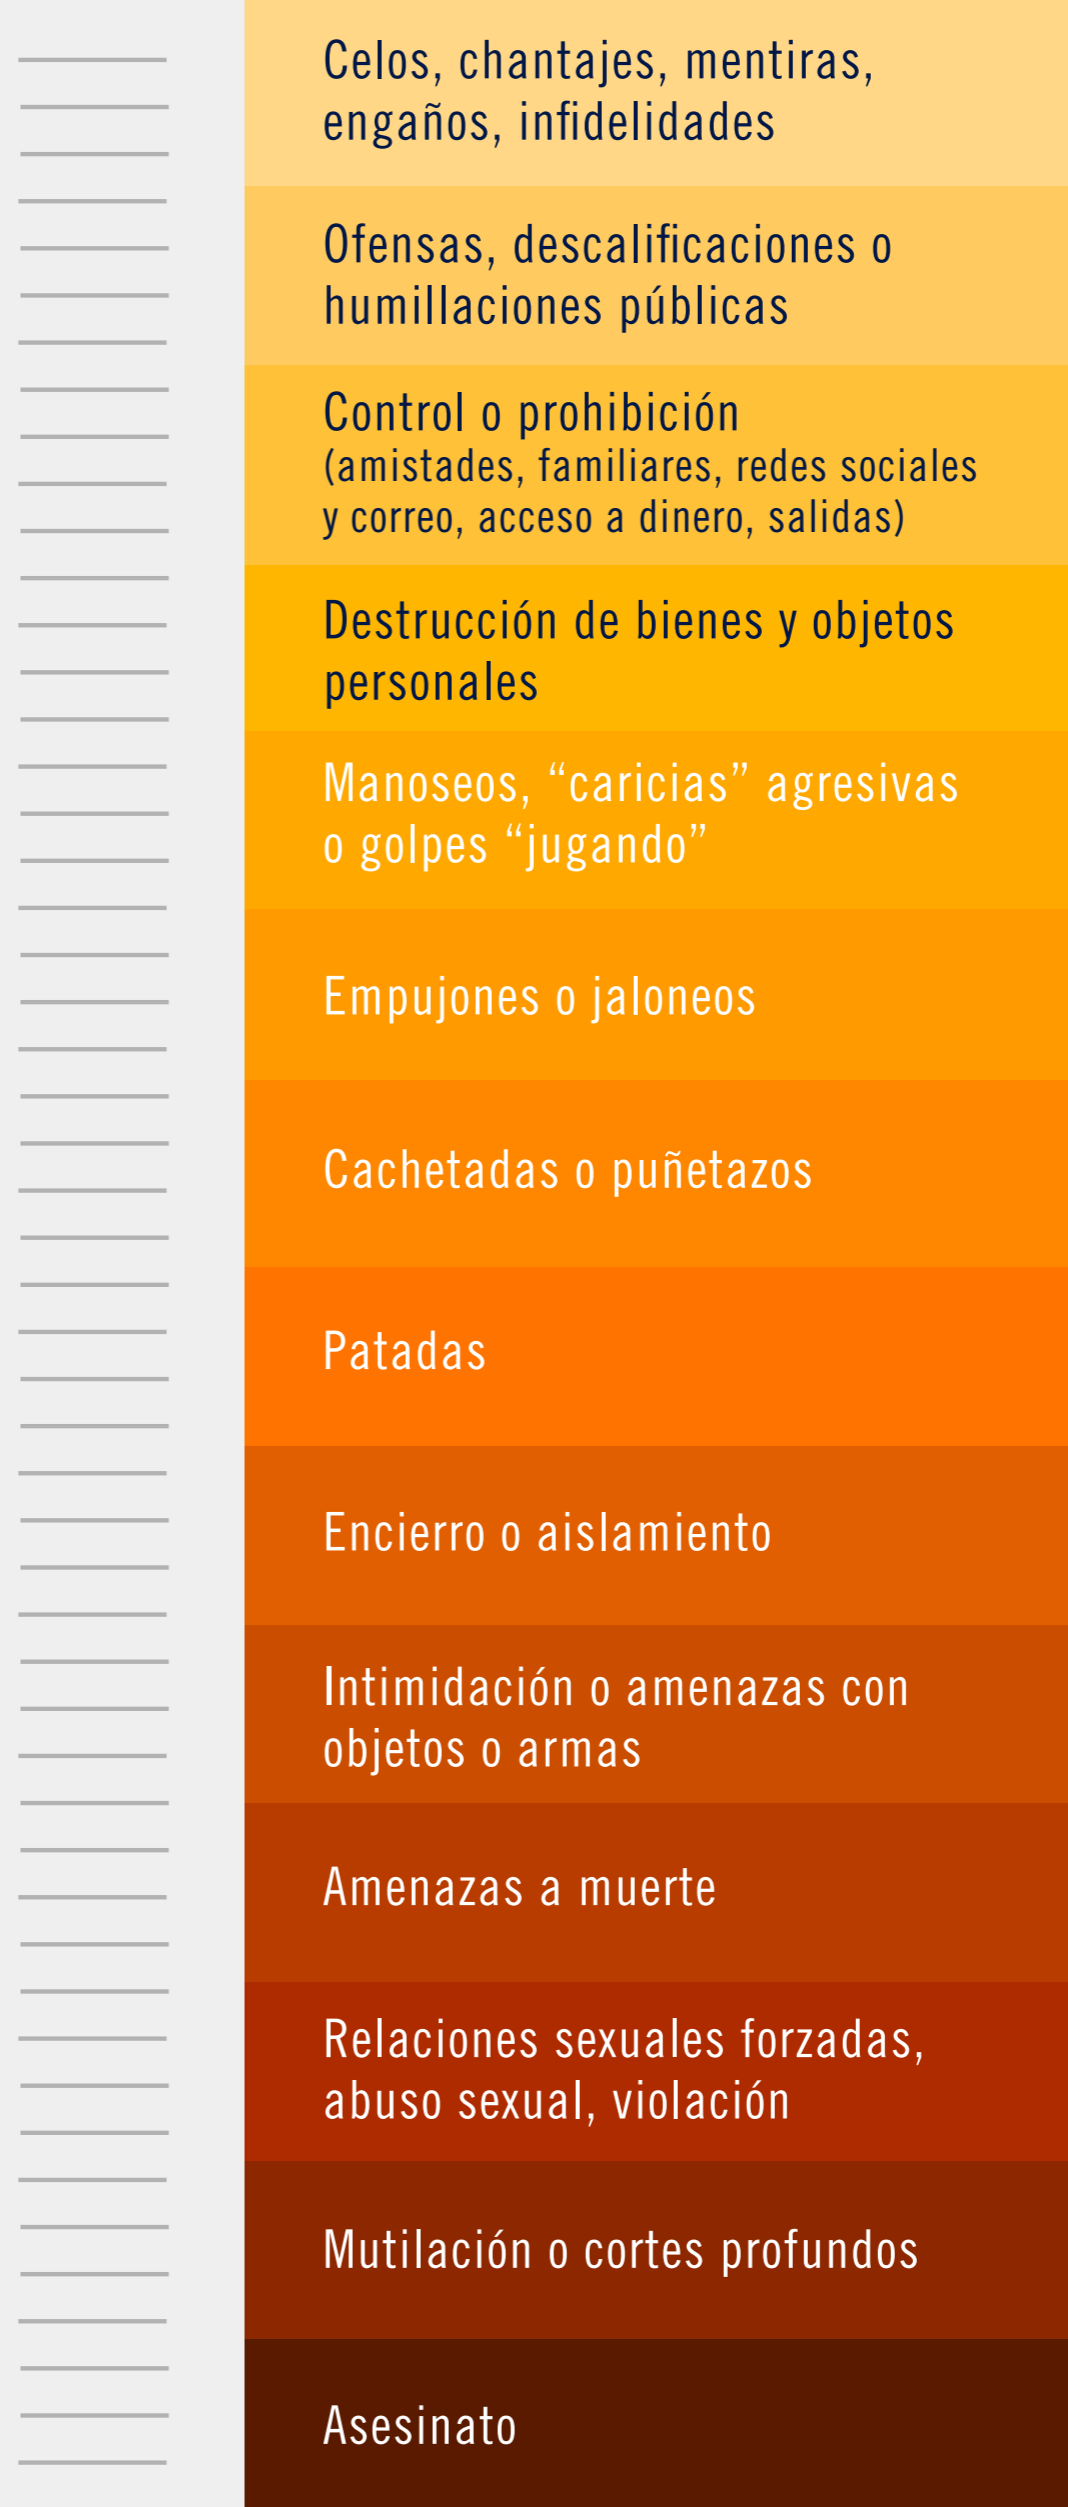 Celos, chantajes, mentiras,
engaños, infidelidades
Ofensas, descalificaciones o
humillaciones públicas
Control o prohibición
(amistades, familiares, redes sociales
y correo, acceso a dinero, salidas)
Destrucción de bienes y objetos
personales
Manoseos, “caricias” agresivas
o golpes “jugando”
Empujones o jaloneos
Cachetadas o puñetazos
Patadas
Encierro o aislamiento
Intimidación o amenazas con
objetos o armas
Amenazas a muerte
Relaciones sexuales forzadas,
abuso sexual, violación
Mutilación o cortes profundos
Asesinato